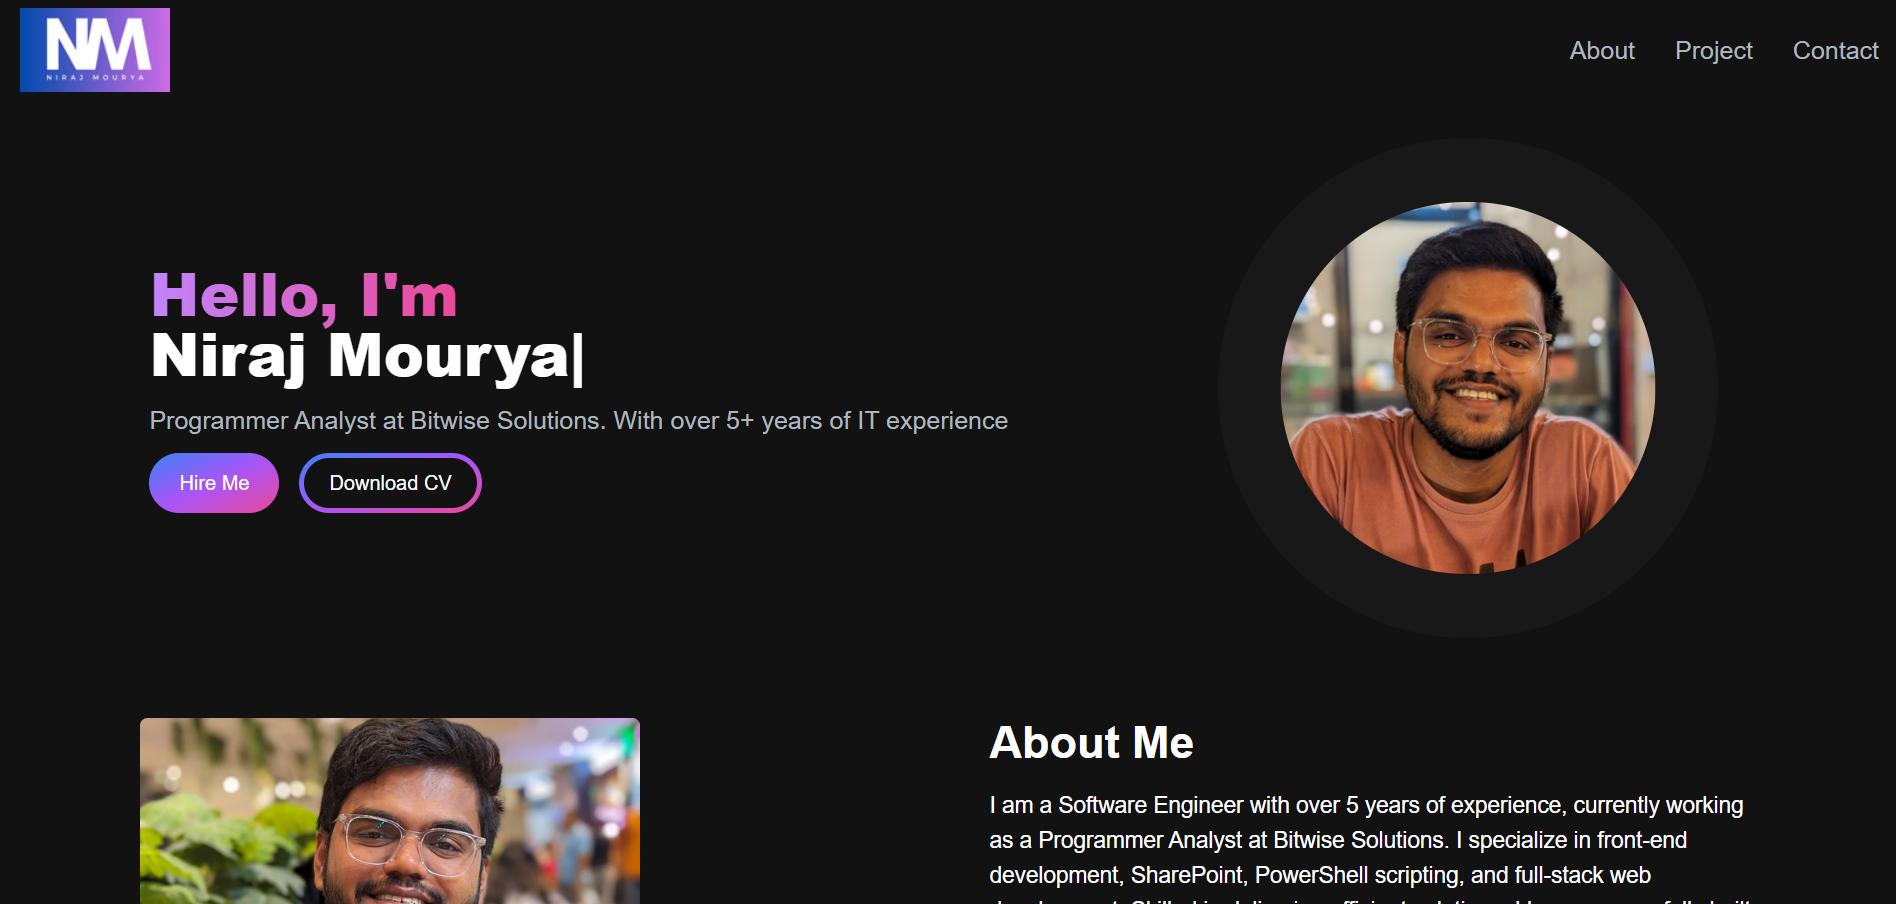 NM
NIRAJ MOURYA
About Project Contact
Hello, I'm
Niraj Mourya|
Programmer Analyst at Bitwise Solutions. With over 5+ years of IT experience
Hire Me Download CV
About Me
I am a Software Engineer with over 5 years of experience, currently working
as a Programmer Analyst at Bitwise Solutions. I specialize in front-end
development, SharePoint, PowerShell scripting, and full-stack web